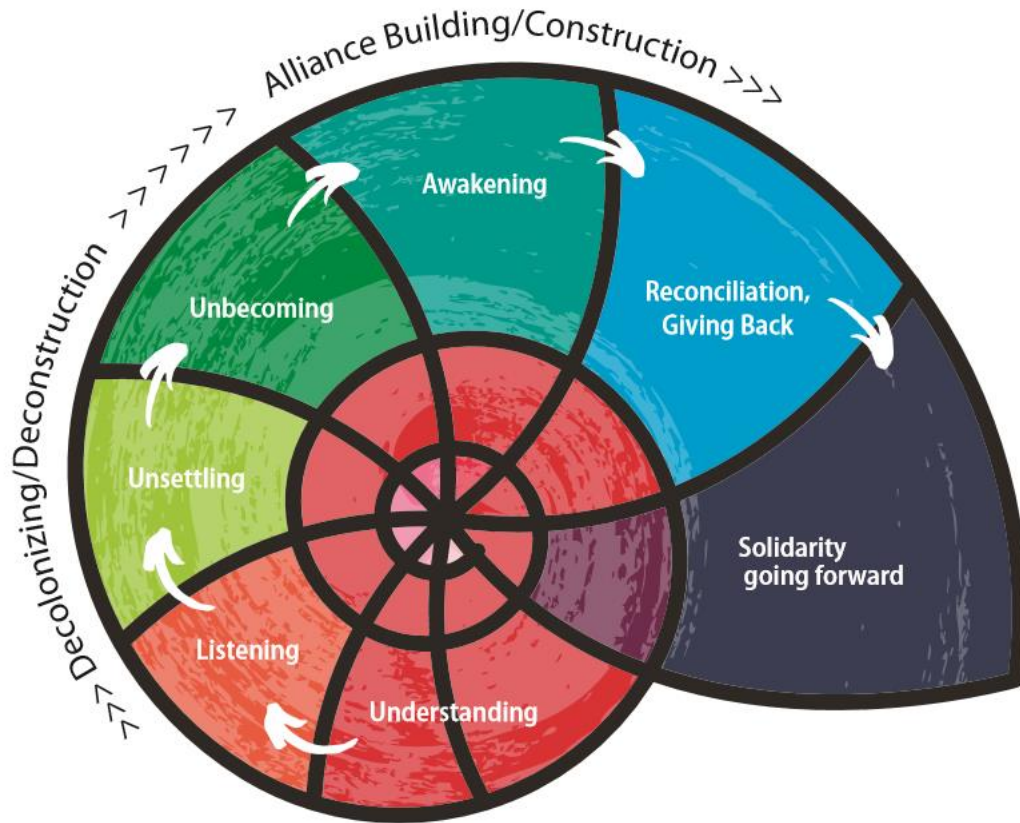 >>> Decolonizing/Deconstruction >>>>>>> Alliance Building/Construction >>>
Awakening
Unbecoming
Reconciliation,
Giving Back
Unsettling
Solidarity
going forward
Listening
Understanding